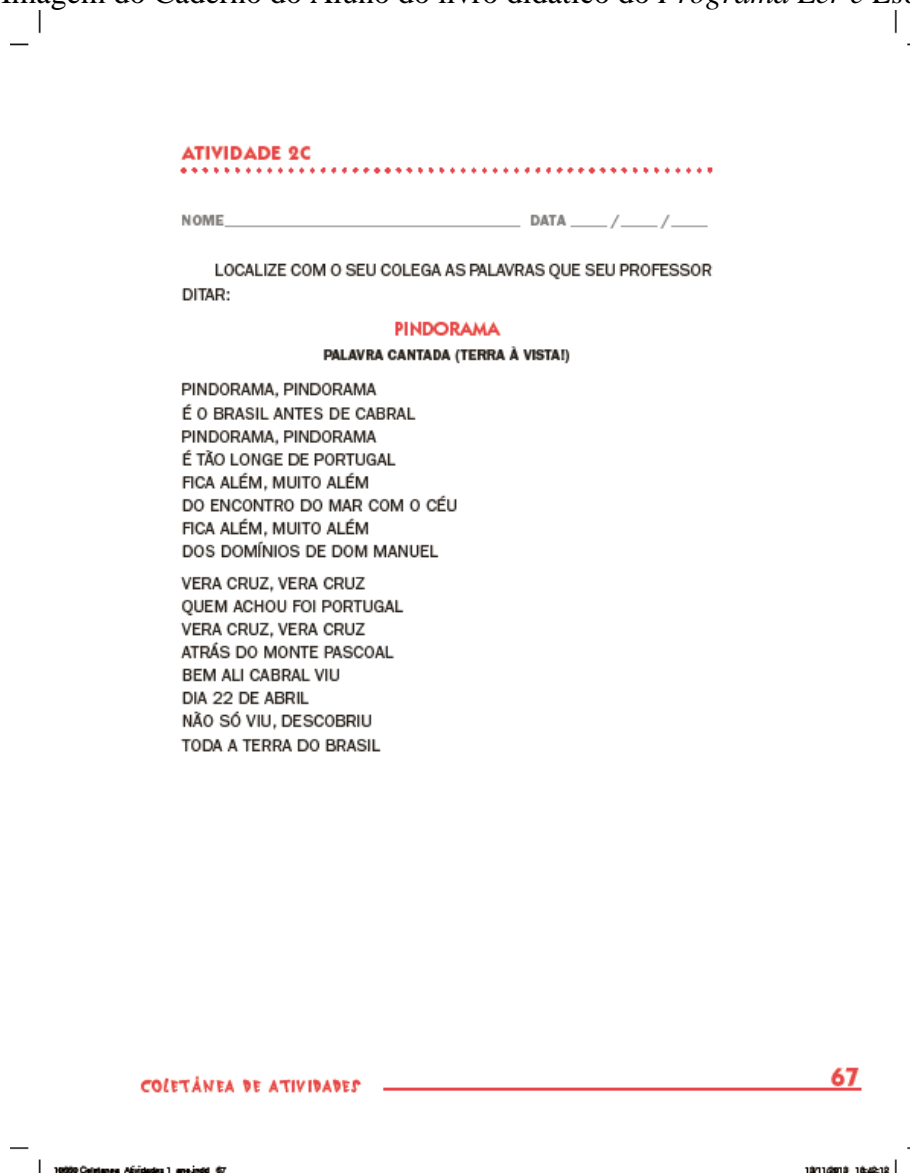 Imagem do Caderno do Aluno do livro didático do Programa Ler e
ATIVIDADE 2C
NOME DATA / /
LOCALIZE COM O SEU COLEGA AS PALAVRAS QUE SEU PROFESSOR
DITAR:
PINDORAMA
PALAVRA CANTADA (TERRA À VISTA!)
PINDORAMA, PINDORAMA
É O BRASIL ANTES DE CABRAL
PINDORAMA, PINDORAMA
É TÃO LONGE DE PORTUGAL
FICA ALÉM, MUITO ALÉM
DO ENCONTRO DO MAR COM O CÉU
FICA ALÉM, MUITO ALÉM
DOS DOMÍNIOS DE DOM MANUEL
VERA CRUZ, VERA CRUZ
QUEM ACHOU FOI PORTUGAL
VERA CRUZ, VERA CRUZ
ATRÁS DO MONTE PASCOAL
BEM ALI CABRAL VIU
DIA 22 DE ABRIL
NÃO SÓ VIU, DESCOBRIU
TODA A TERRA DO BRASIL
COLETÂNEA DE ATIVIDADES 67